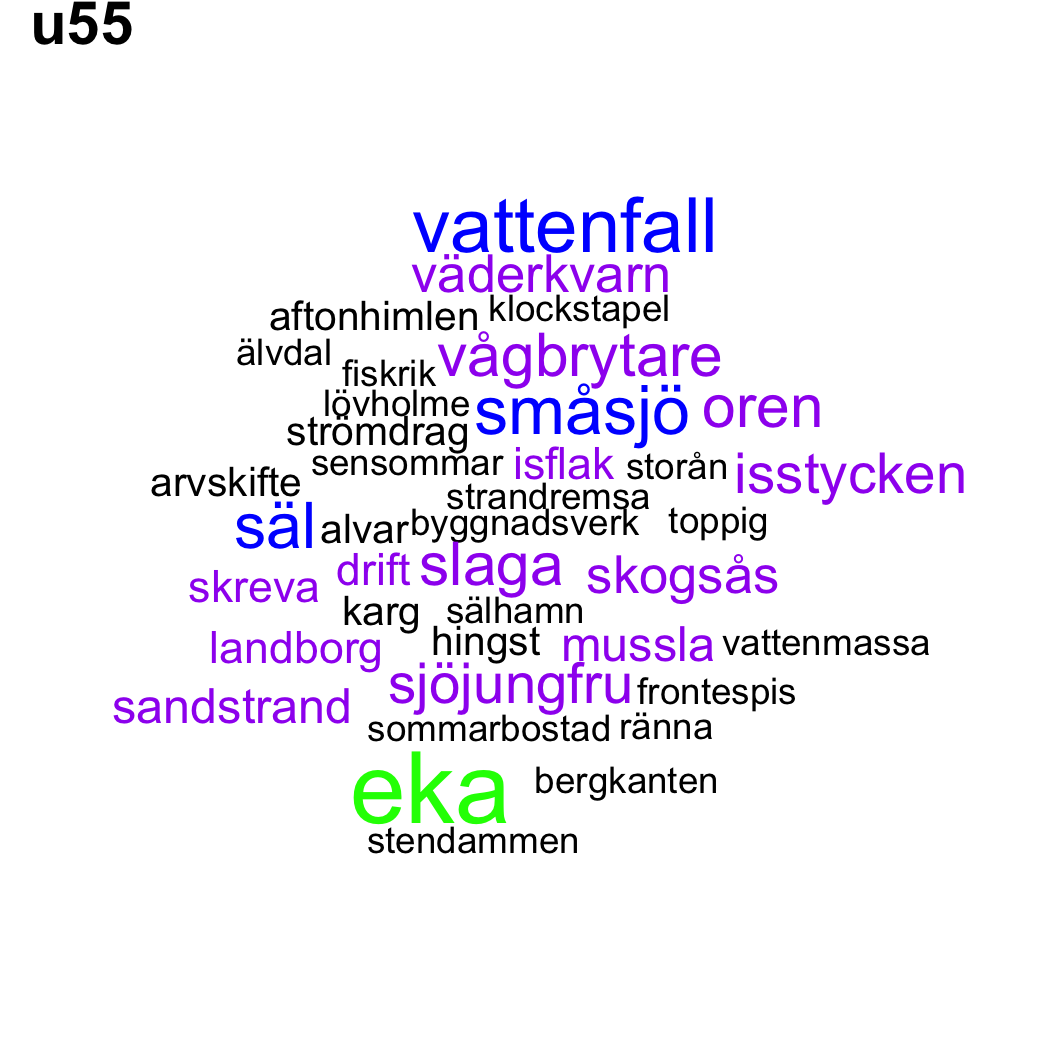 u55
vattenfall
väderkvarn
aftonhimlen klockstapel
älvdal fiskrik vågbrytare
lövholme småsjö oren
strömdrag
sensommar isflak storån isstycken
arvskifte strandremsa
säl alvar byggnadsverk toppig
skreva drift slaga skogsås
karg sälhamn
landborg hingst mussla vattenmassa
sandstrand sjöjungfru frontespis
sommarbostad ränna
eka bergkanten
stendammen